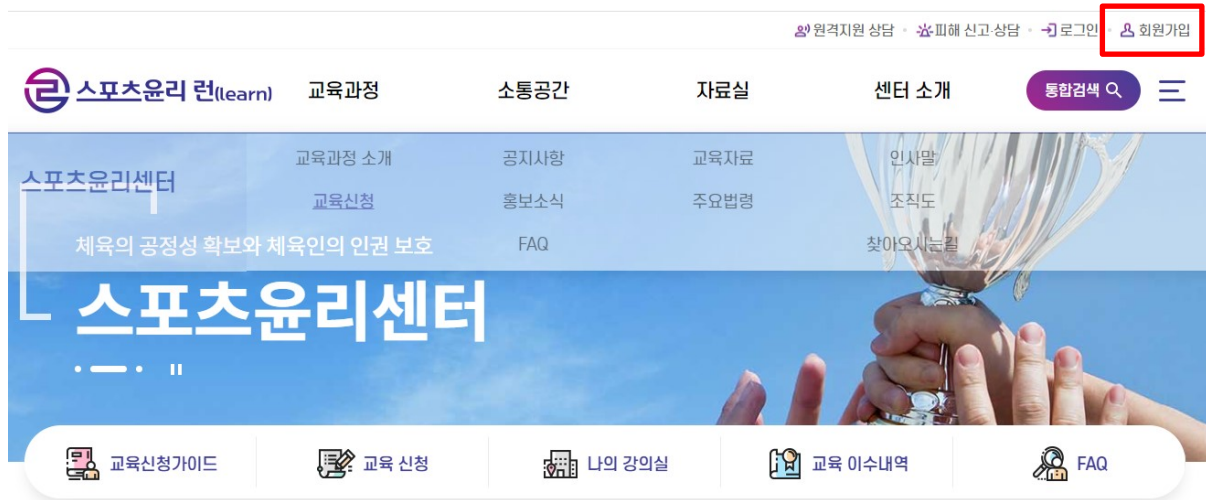 원격지원 상담 피해 신고·상담 로그인 회원가입
스포츠윤리 런(learn) 교육과정 소통공간 자료실 센터 소개 통합검색
교육과정 소개 공지사항 교육자료 인사말
스포츠윤리센터
교육신청 홍보소식 주요법령 조직도
체육의 공정성 확보와 체육인의 인권 보호 FAQ 찾아오시는길
스포츠윤리센터
교육신청가이드 교육 신청 나의 강의실 교육 이수내역 FAQ